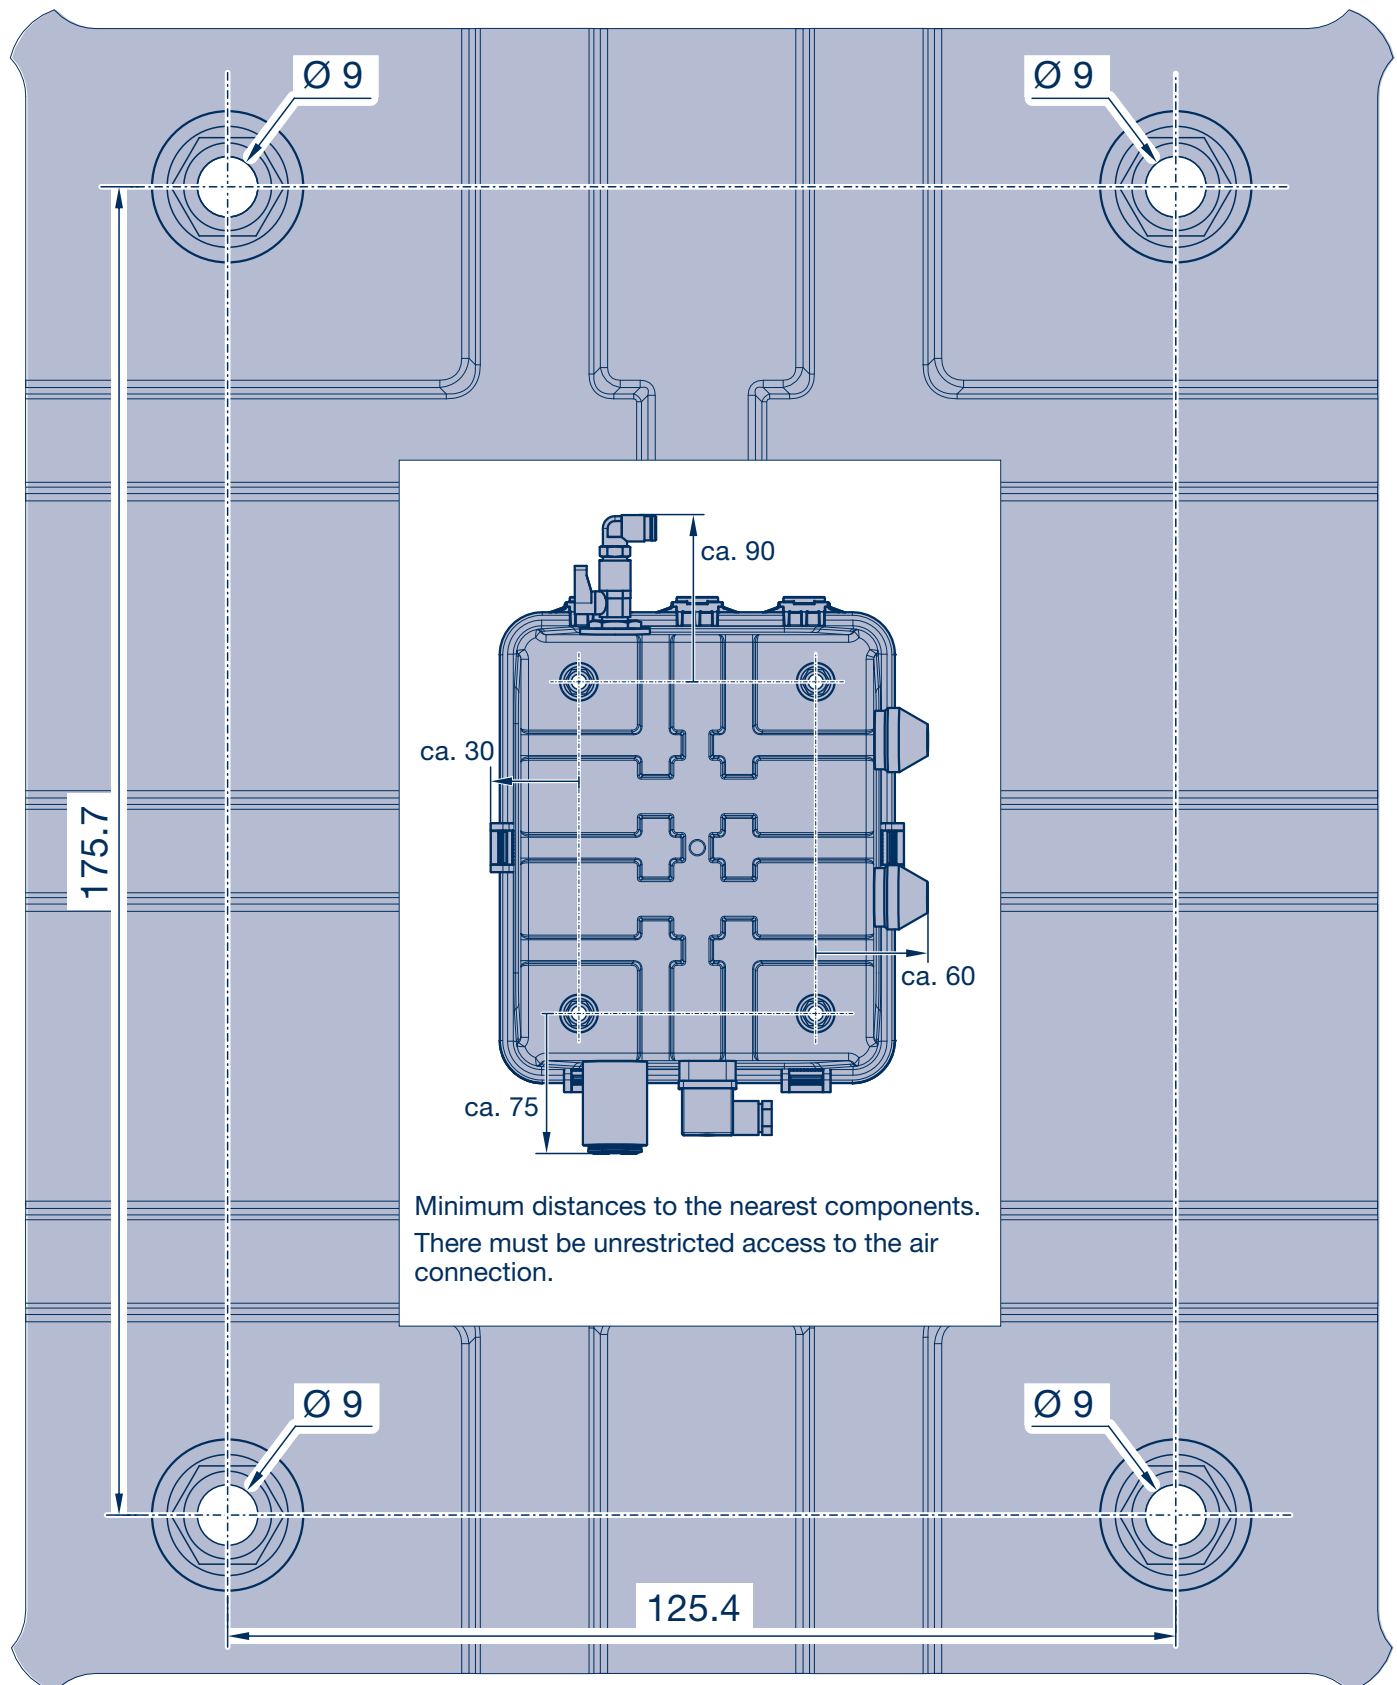 Ø 9
Ø 9
ca. 90
ca. 30
175.7
ca. 60
ca. 75
Minimum distances to the nearest components.
There must be unrestricted access to the air
connection.
Ø 9
Ø 9
125.4